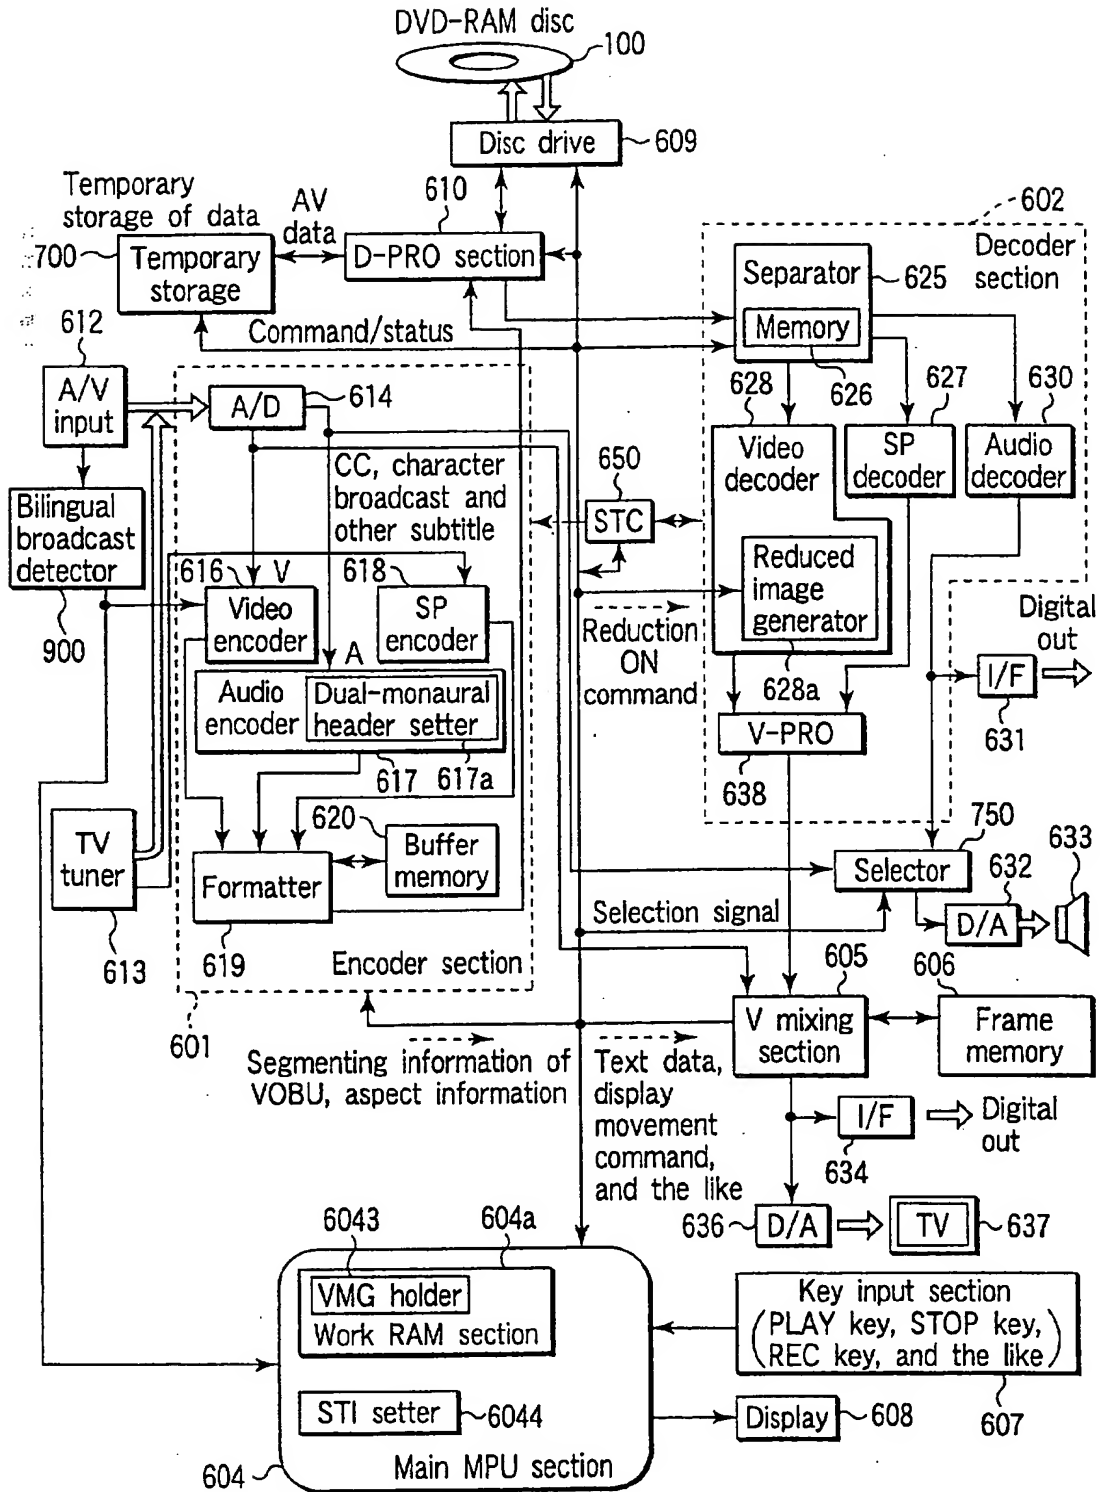 DVD-RAM disc
100
Disc drive
609
Temporary
storage of data
AV
data
610
602
Decoder
section
700
Temporary
storage
D-PRO section
Separator
625
Memory
626
612
Command/status
A/V
input
A/D
614
628
627
630
Video
decoder
SP
decoder
Audio
decoder
CC, character
broadcast and
other subtitle
650
STC
Bilingual
broadcast
detector
900
616
V
618
Video
encoder
SP
encoder
Reduced
image
generator
628a
Reduction
ON
command
Digital
out
I/F
631
A
Audio
encoder
Dual-monaural
header setter
617
617a
V-PRO
638
TV
tuner
613
620
Buffer
memory
Formatter
619
750
Selector
633
632
D/A
Selection signal
Encoder section
601
605
606
V mixing
section
Frame
memory
Segmenting information of
VOBU, aspect information
Text data,
display
movement
command,
and the like
I/F
634
Digital
out
636
D/A
TV
637
6043
604a
VMG holder
Work RAM section
STI setter
6044
604
Main MPU section
Key input section
(PLAY key, STOP key,
REC key, and the like)
607
Display
608